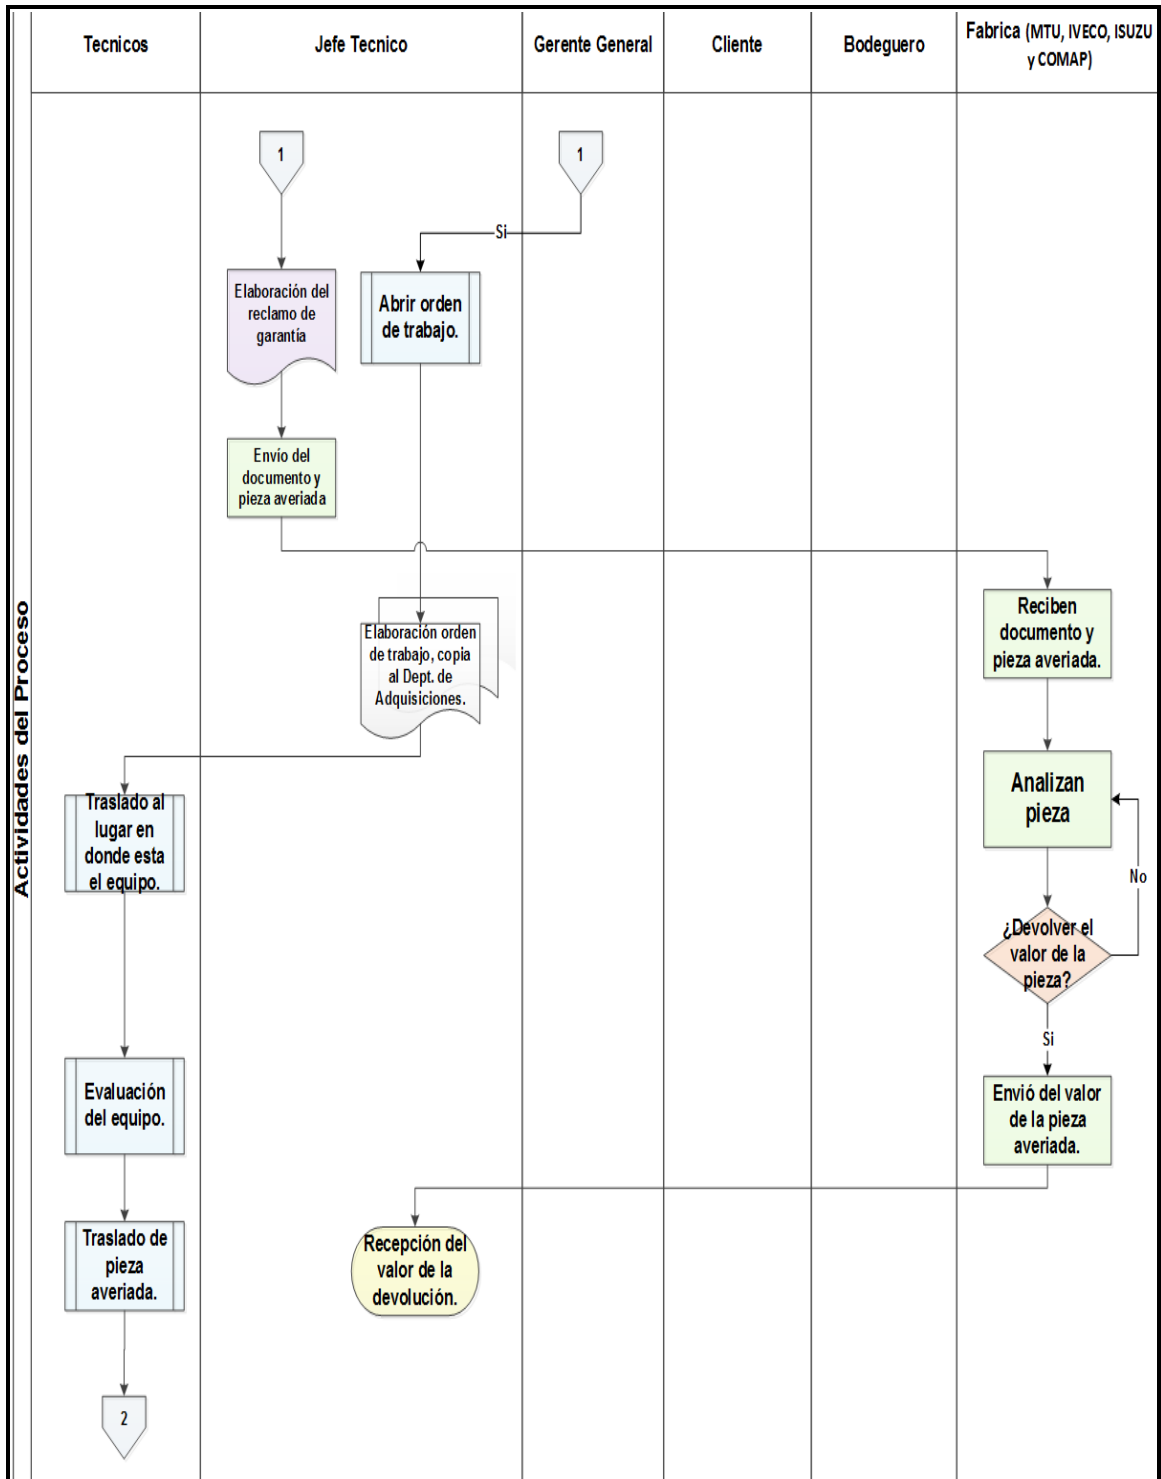 Tecnicos
Jefe Tecnico
Gerente General
Cliente
Bodeguero
Fabrica (MTU, IVECO, ISUZU
y COMAP)
Actividades del Proceso
1
1
Si
Elaboración del
reclamo de
garantía
Abrir orden
de trabajo.
Envío del
documento y
pieza averiada
Reciben
documento y
pieza averiada.
Elaboración orden
de trabajo, copia
al Dept. de
Adquisiciones.
Analizan
pieza
Traslado al
lugar en
donde esta
el equipo.
No
¿Devolver el
valor de la
pieza?
Si
Evaluación
del equipo.
Envió del valor
de la pieza
averiada.
Traslado de
pieza
averiada.
Recepción del
valor de la
devolución.
2